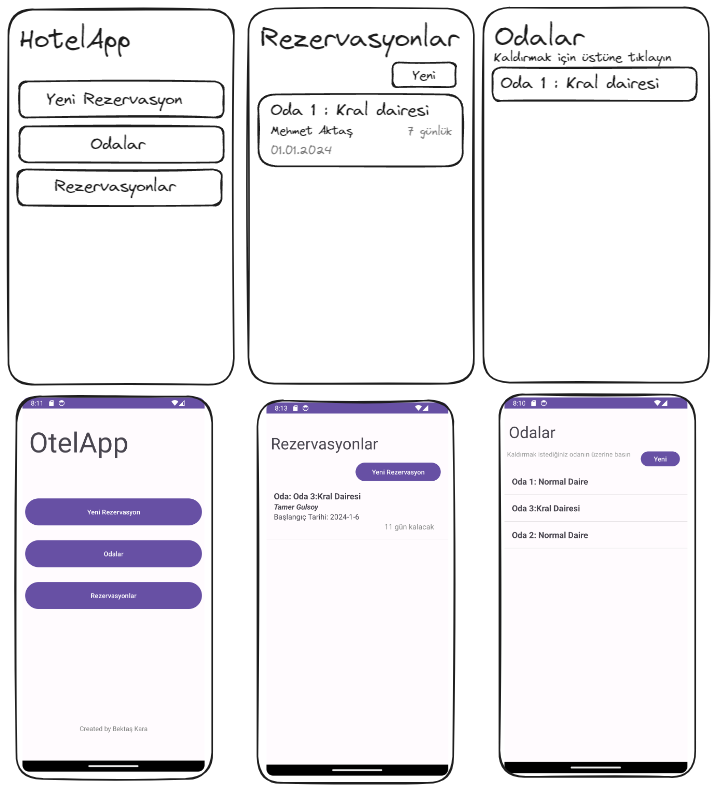 HotelApp
Yeni Rezervasyon
Odalar
Rezervasyonlar
Rezervasyonlar
Yeni
Oda 1 : Kral dairesi
Mehmet Aktaş
7 günlük
01.01.2024
Odalar
Kaldırmak için üstüne tıklayın
Oda 1 : Kral dairesi
8:11
OtelApp
Yeni Rezervasyon
Odalar
Rezervasyonlar
Created by Bektaş Kara
8:13
Rezervasyonlar
Yeni Rezervasyon
Oda: Oda 3:Kral Dairesi
Tamer Gulsoy
Başlangıç Tarihi: 2024-1-6
11 gün kalacak
8:10
Odalar
Kaldırmak istediğiniz odanın üzerine basın
Yeni
Oda 1: Normal Daire
Oda 3:Kral Dairesi
Oda 2: Normal Daire